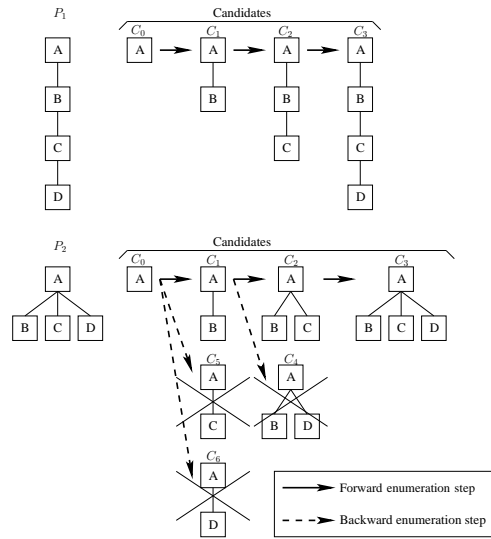 P₁ Candidates
C₀ C₁ C₂ C₃
A A A A A
B B B B
C C C
D D
P₂ Candidates
C₀ C₁ C₂ C₃
A A A A A
B C D B B C B C D
C₅ C₄
A A
C B D
C₆
A
D
Forward enumeration step
Backward enumeration step